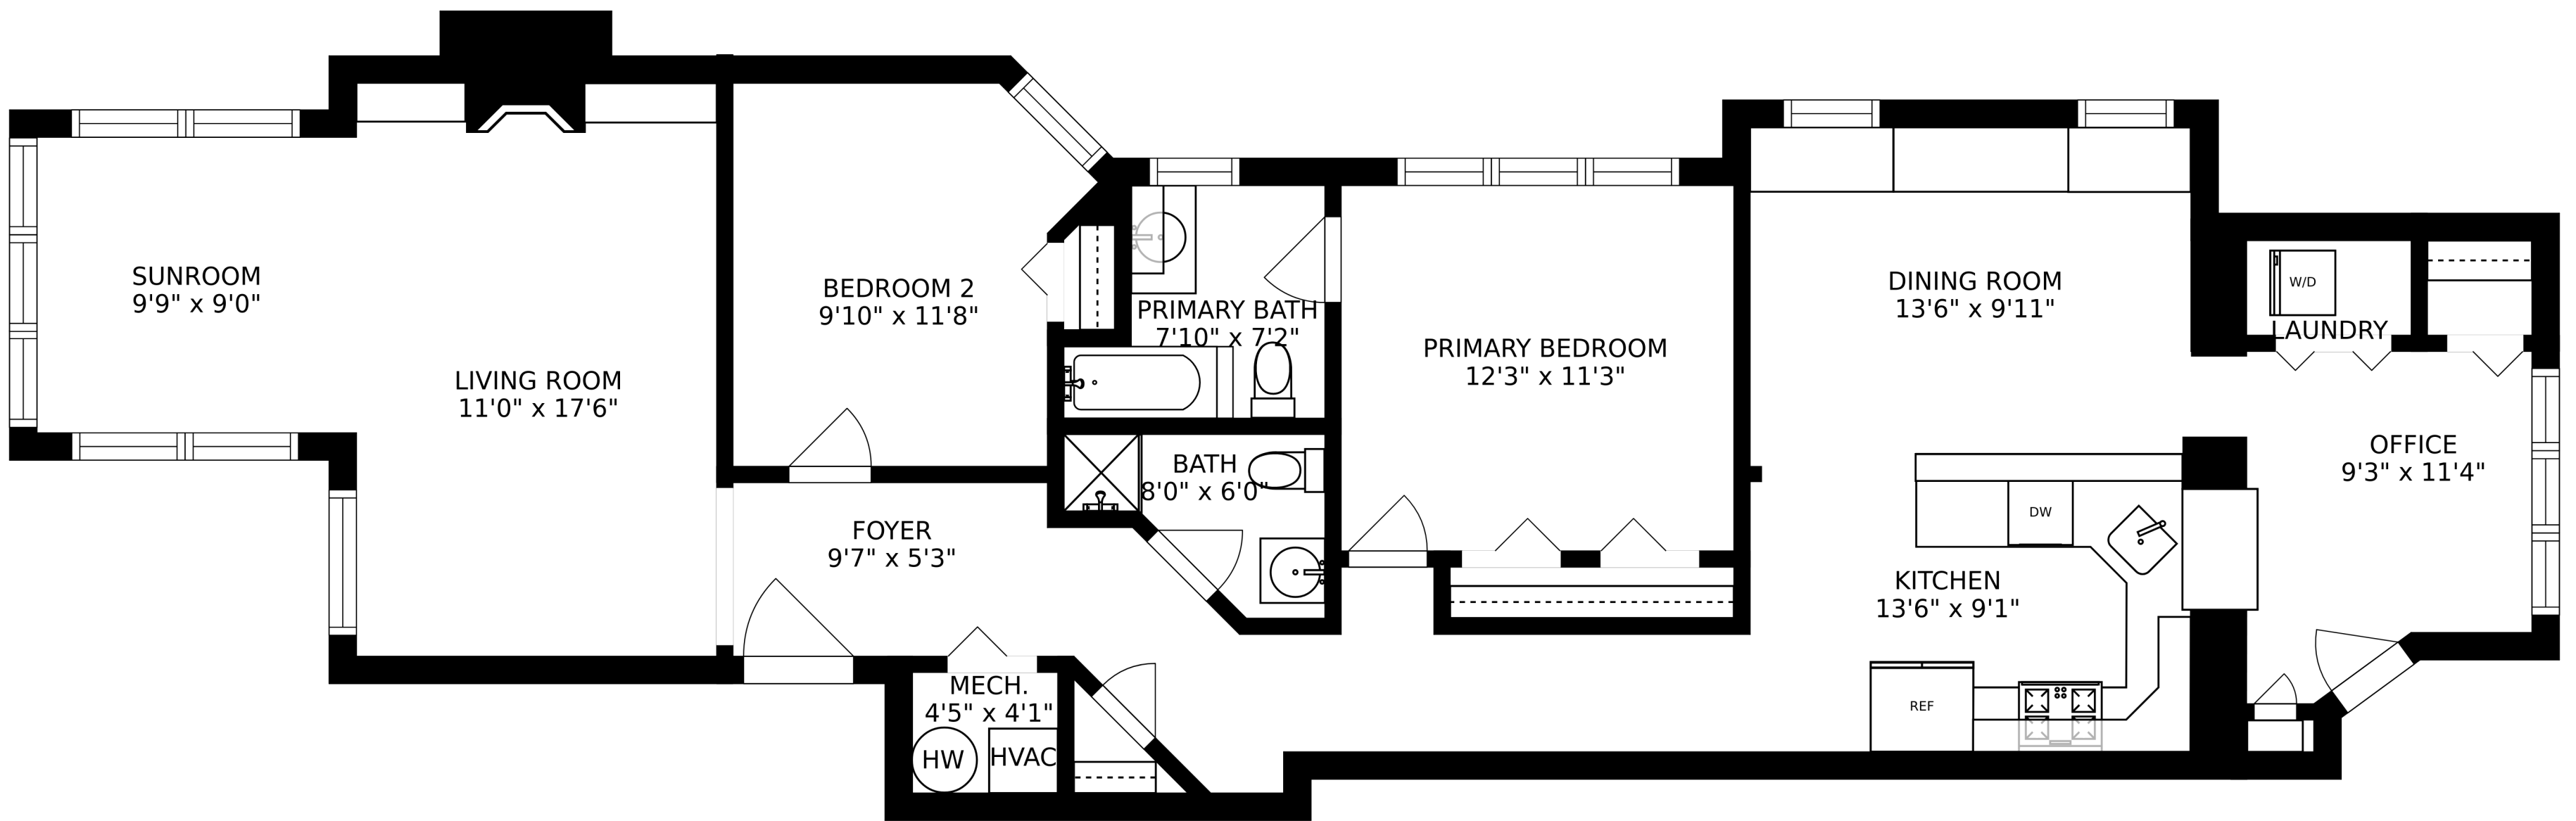 SUNROOM
9'9" x 9'0"
LIVING ROOM
11'0" x 17'6"
BEDROOM 2
9'10" x 11'8"
FOYER
9'7" x 5'3"
MECH.
4'5" x 4'1"
HW
HVAC
PRIMARY BATH
7'10" x 7'2"
BATH
8'0" x 6'0"
PRIMARY BEDROOM
12'3" x 11'3"
DINING ROOM
13'6" x 9'11"
DW
KITCHEN
13'6" x 9'1"
REF
W/D
LAUNDRY
OFFICE
9'3" x 11'4"